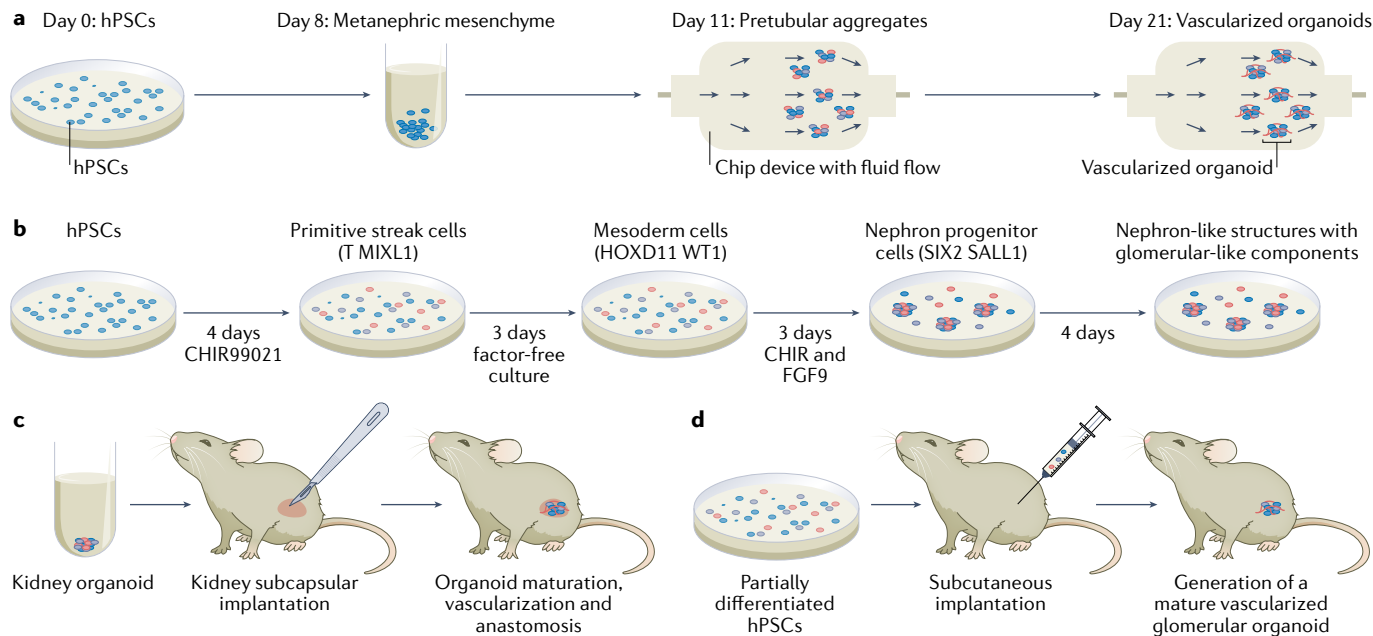 a
Day 0: hPSCs
Day 8: Metanephric mesenchyme
Day 11: Pretubular aggregates
Day 21: Vascularized organoids
hPSCs
Chip device with fluid flow
Vascularized organoid
b
hPSCs
Primitive streak cells
(T MIXL1)
Mesoderm cells
(HOXD11 WT1)
Nephron progenitor
cells (SIX2 SALL1)
Nephron-like structures with
glomerular-like components
4 days
CHIR99021
3 days
factor-free
culture
3 days
CHIR and
FGF9
4 days
c
Kidney organoid
Kidney subcapsular
implantation
Organoid maturation,
vascularization and
anastomosis
d
Partially
differentiated
hPSCs
Subcutaneous
implantation
Generation of a
mature vascularized
glomerular organoid